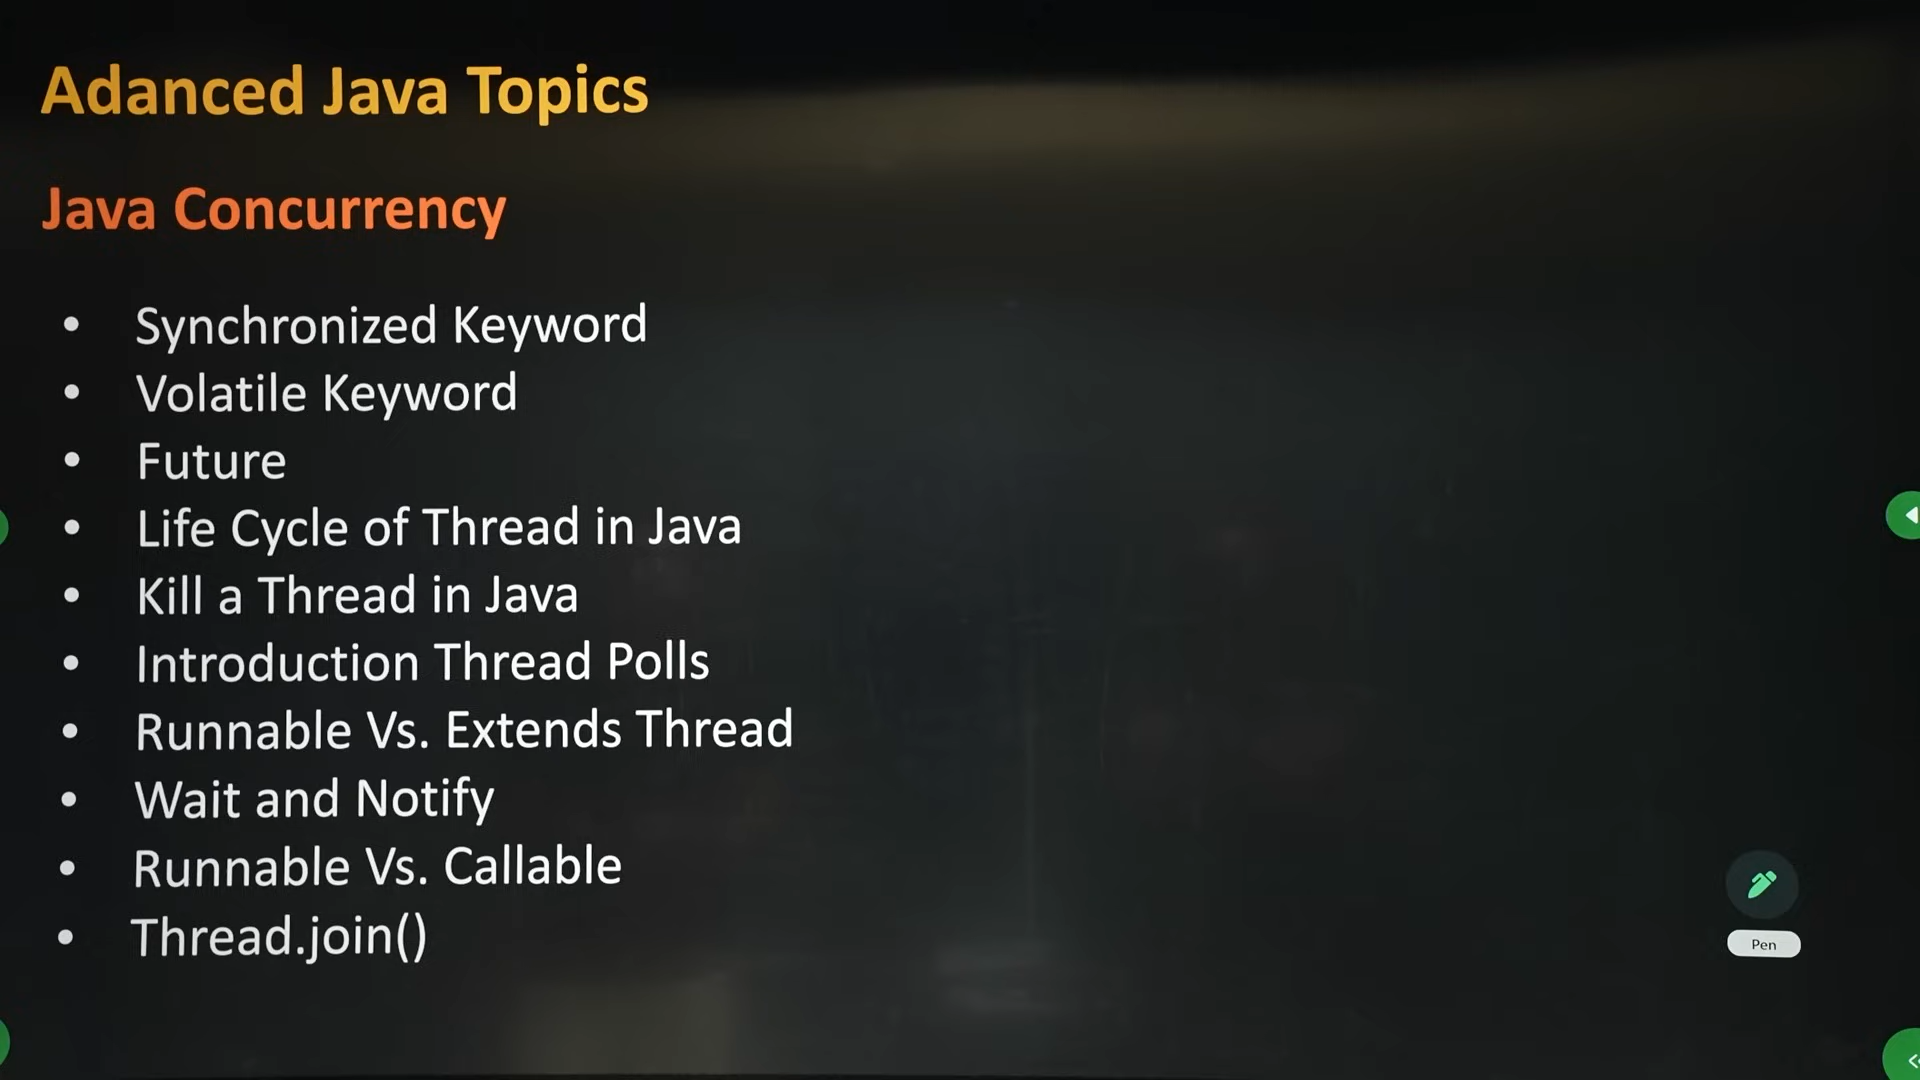 Adanced Java Topics
Java Concurrency
• Synchronized Keyword
• Volatile Keyword
• Future
• Life Cycle of Thread in Java
• Kill a Thread in Java
• Introduction Thread Polls
• Runnable Vs. Extends Thread
• Wait and Notify
• Runnable Vs. Callable
• Thread.join()
Pen